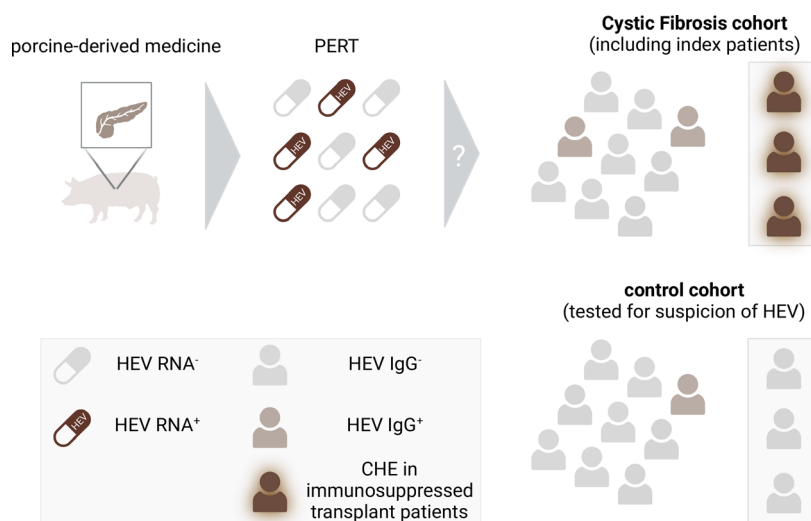 porcine-derived medicine
PERT
Cystic Fibrosis cohort
(including index patients)
HEV
HEV
HEV
HEV
?
control cohort
(tested for suspicion of HEV)
HEV RNA⁻
HEV IgG⁻
HEV
HEV RNA⁺
HEV IgG⁺
CHE in
immunosuppressed
transplant patients